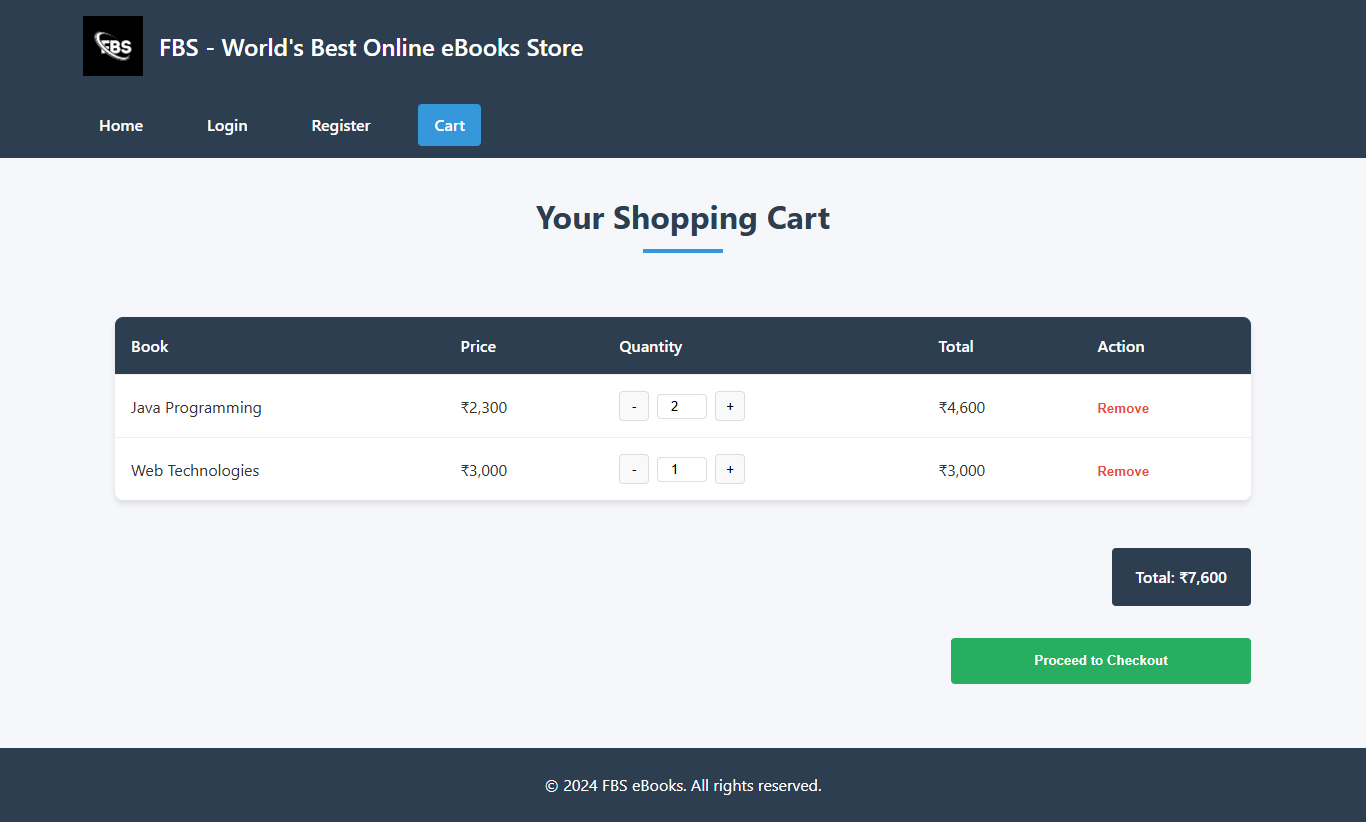 FBS
FBS - World's Best Online eBooks Store
Home Login Register Cart
Your Shopping Cart
Book Price Quantity Total Action
Java Programming ₹2,300 - 2 + ₹4,600 Remove
Web Technologies ₹3,000 - 1 + ₹3,000 Remove
Total: ₹7,600
Proceed to Checkout
© 2024 FBS eBooks. All rights reserved.